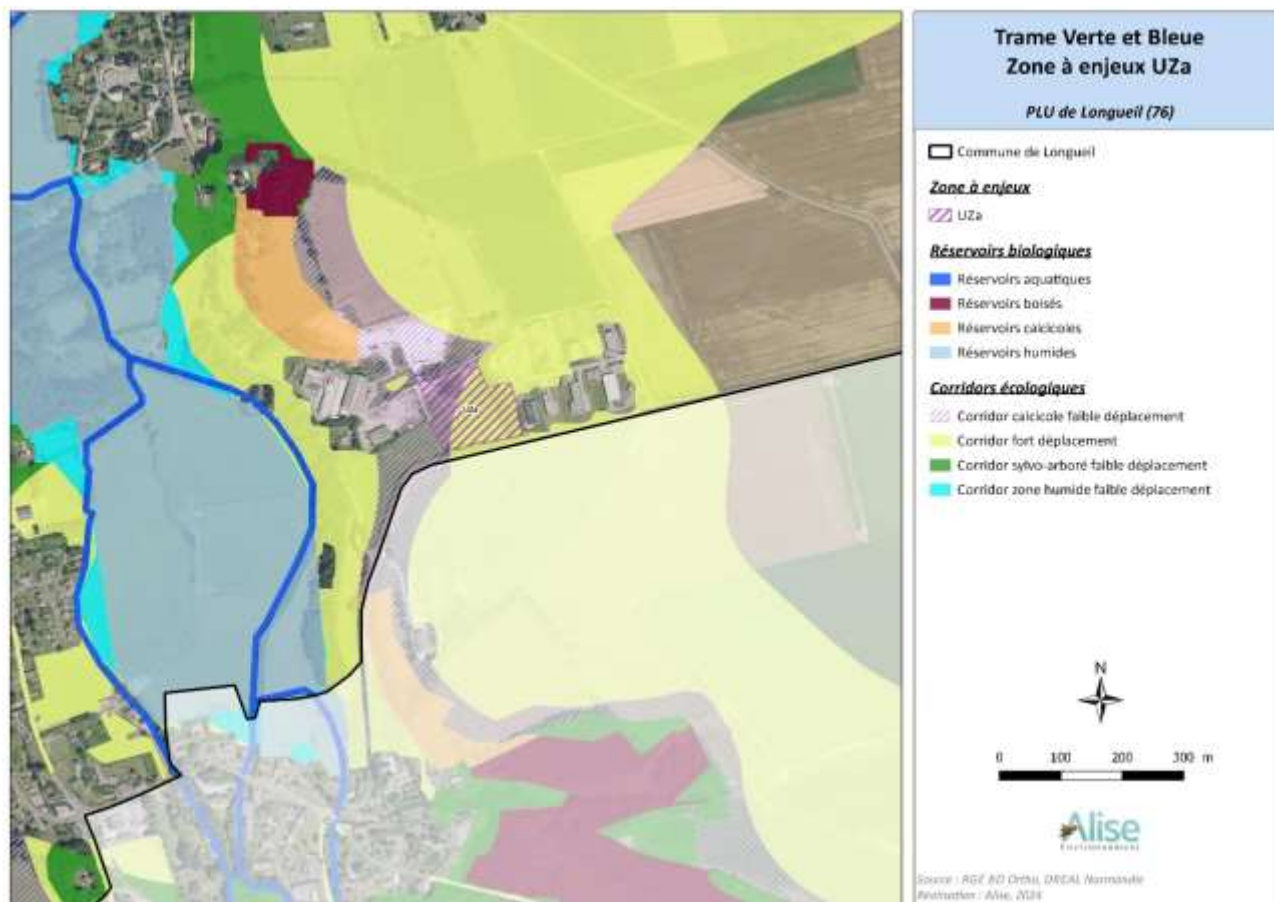 Trame Verte et Bleue
Zone à enjeux UZa
PLU de Longueil (76)
Commune de Longueil
Zone à enjeux
UZa
Réservoirs biologiques
Réservoirs aquatiques
Réservoirs boisés
Réservoirs calcicoles
Réservoirs humides
Corridors écologiques
Corridor calcicole faible déplacement
Corridor fort déplacement
Corridor sylvo-arboré faible déplacement
Corridor zone humide faible déplacement
UZa
N
0 100 200 300 m
Alise
Environnement
Source : RGE BD Ortho, DREAL Normandie
Réalisation : Alise, 2024